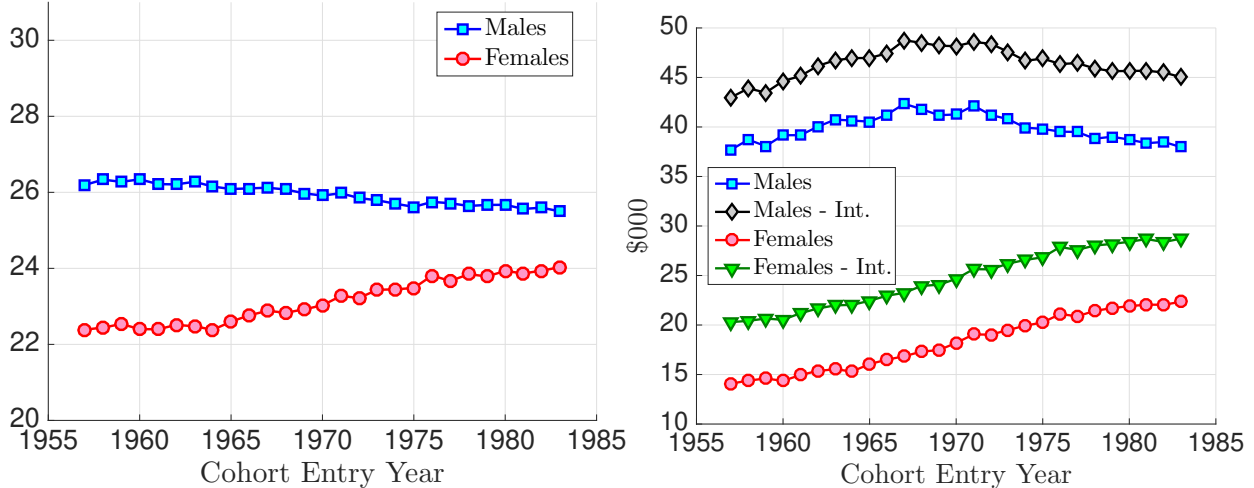 30
28
26
24
22
20
1955 1960 1965 1970 1975 1980 1985
Cohort Entry Year
Males
Females
50
45
40
35
30
25
20
15
10
$000
1955 1960 1965 1970 1975 1980 1985
Cohort Entry Year
Males
Males - Int.
Females
Females - Int.